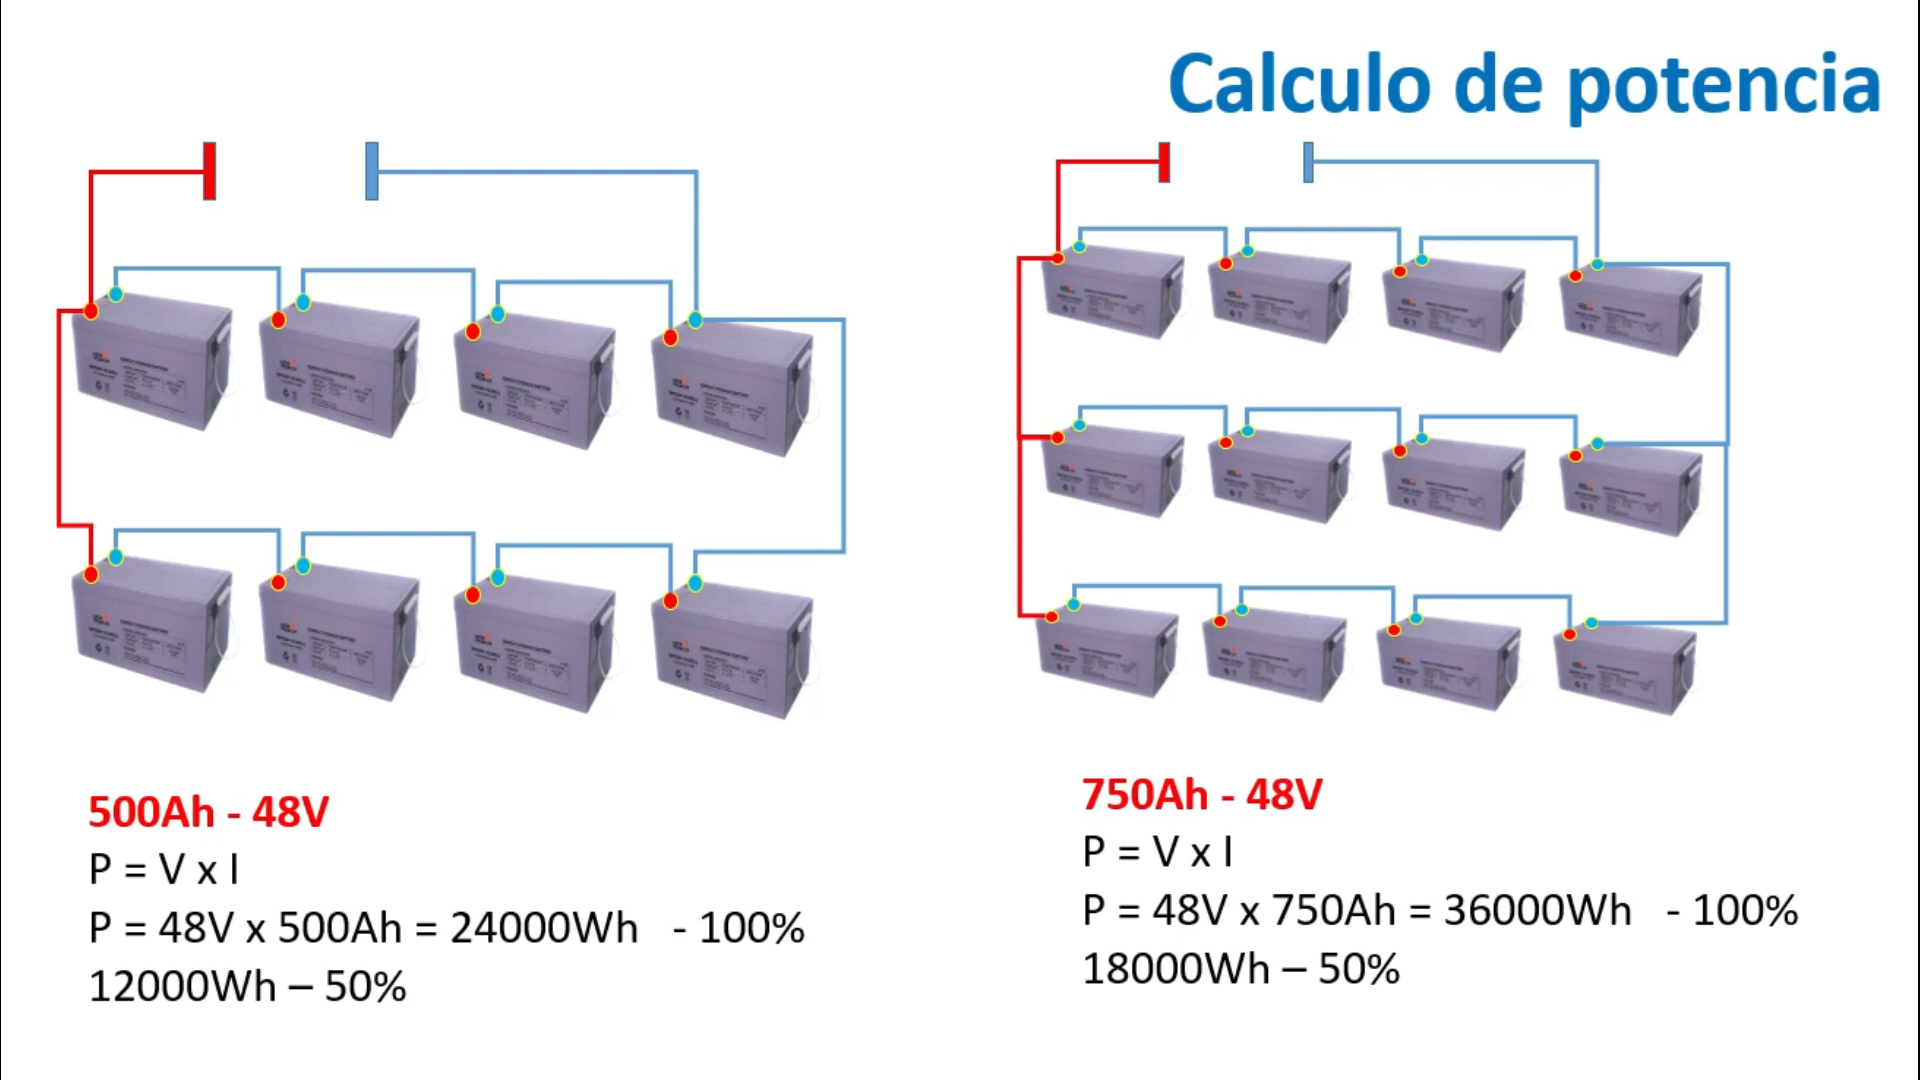 Calculo de potencia
500Ah - 48V
P = V x I
P = 48V x 500Ah = 24000Wh - 100%
12000Wh – 50%
750Ah - 48V
P = V x I
P = 48V x 750Ah = 36000Wh - 100%
18000Wh – 50%